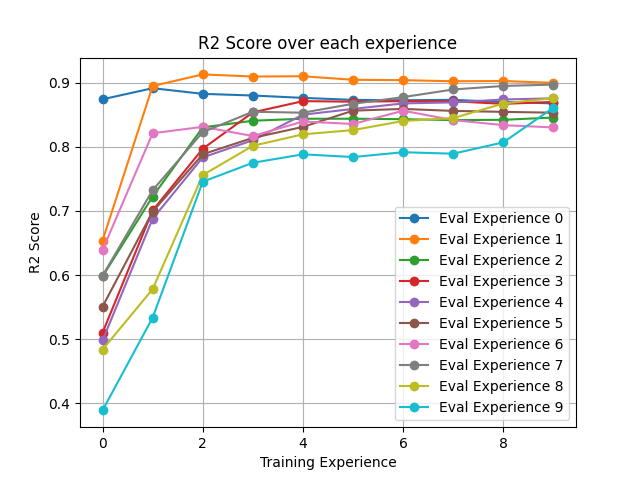 R2 Score over each experience
R2 Score
0.9
0.8
0.7
0.6
0.5
0.4
0 2 4 6 8
Training Experience
Eval Experience 0
Eval Experience 1
Eval Experience 2
Eval Experience 3
Eval Experience 4
Eval Experience 5
Eval Experience 6
Eval Experience 7
Eval Experience 8
Eval Experience 9